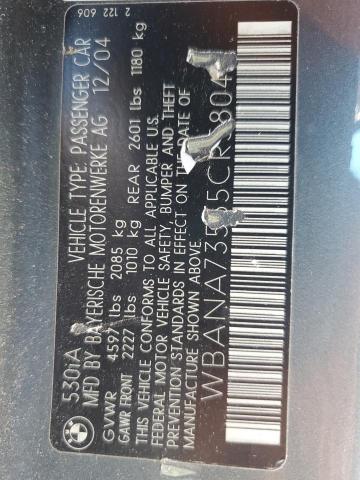 2 122 606
530iA VEHICLE TYPE: PASSENGER CAR
MFD BY BAYERISCHE MOTORENWERKE AG 12/04
GVWR 4597 lbs 2085 kg
GAWR FRONT 2227 lbs 1010 kg REAR 2601 lbs 1180 kg
THIS VEHICLE CONFORMS TO ALL APPLICABLE U.S.
FEDERAL MOTOR VEHICLE SAFETY, BUMPER AND THEFT
PREVENTION STANDARDS IN EFFECT ON THE DATE OF
MANUFACTURE SHOWN ABOVE.